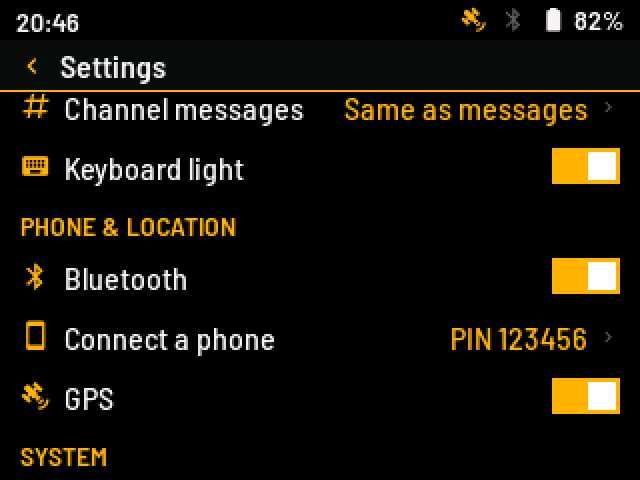 20:46 82%
Settings
Channel messages Same as messages
Keyboard light
PHONE & LOCATION
Bluetooth
Connect a phone PIN 123456
GPS
SYSTEM